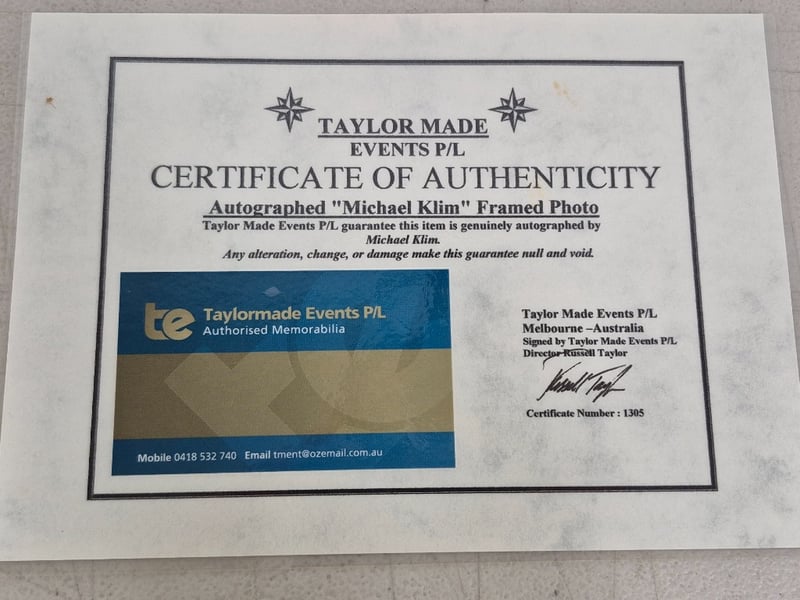 TAYLOR MADE
EVENTS P/L
CERTIFICATE OF AUTHENTICITY
Autographed "Michael Klim" Framed Photo
Taylor Made Events P/L guarantee this item is genuinely autographed by
Michael Klim.
Any alteration, change, or damage make this guarantee null and void.
te Taylormade Events P/L
Authorised Memorabilia
Mobile 0418 532 740 Email tment@ozemail.com.au
Taylor Made Events P/L
Melbourne –Australia
Signed by Taylor Made Events P/L
Director Russell Taylor
Russell Taylor
Certificate Number : 1305